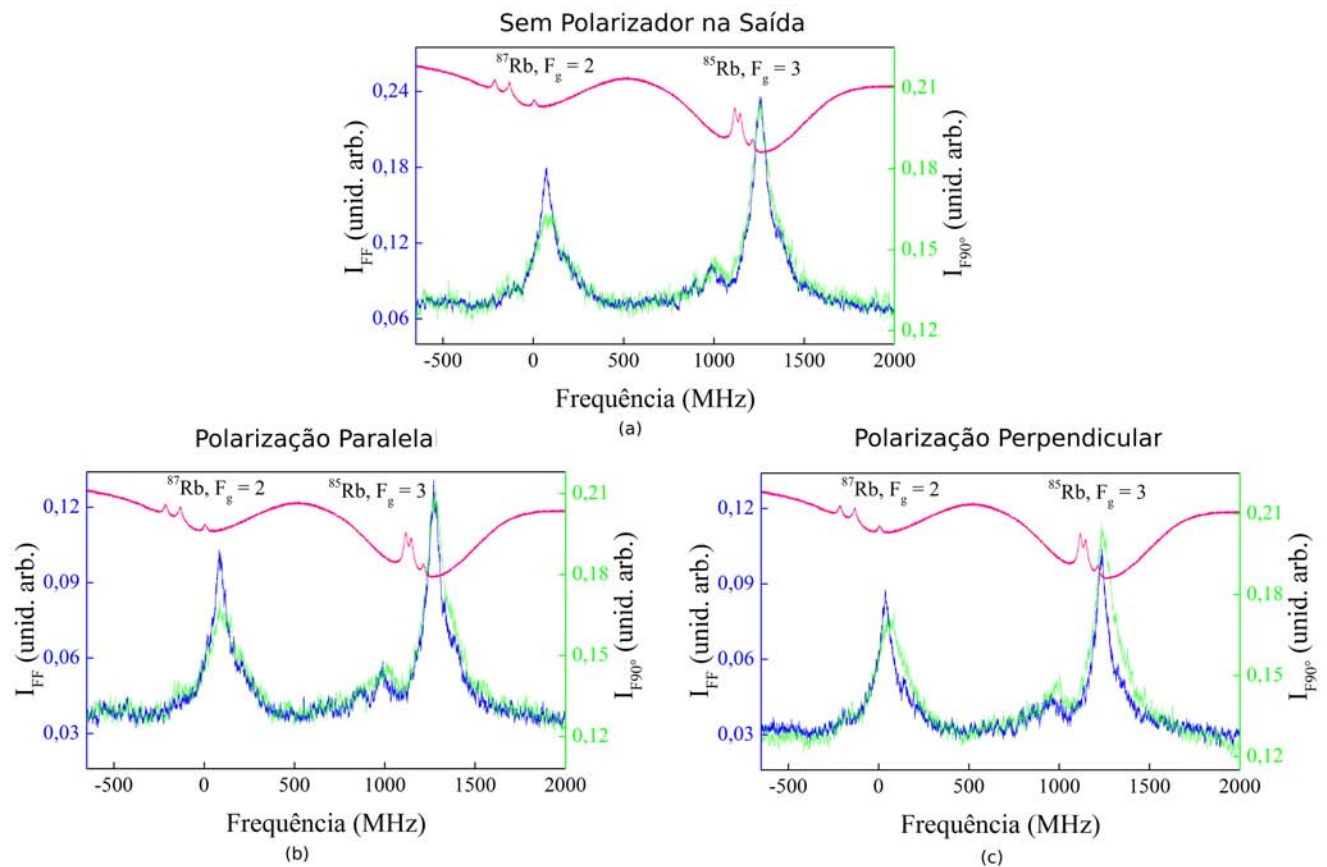 Sem Polarizador na Saída
⁸⁷Rb, F_g = 2
⁸⁵Rb, F_g = 3
0,24
0,18
0,12
0,06
I_FF (unid. arb.)
0,21
0,18
0,15
0,12
I_F90° (unid. arb.)
-500 0 500 1000 1500 2000
Frequência (MHz)
(a)
Polarização Paralela
⁸⁷Rb, F_g = 2
⁸⁵Rb, F_g = 3
0,12
0,09
0,06
0,03
I_FF (unid. arb.)
0,21
0,18
0,15
0,12
I_F90° (unid. arb.)
-500 0 500 1000 1500 2000
Frequência (MHz)
(b)
Polarização Perpendicular
⁸⁷Rb, F_g = 2
⁸⁵Rb, F_g = 3
0,12
0,09
0,06
0,03
I_FF (unid. arb.)
0,21
0,18
0,15
0,12
I_F90° (unid. arb.)
-500 0 500 1000 1500 2000
Frequência (MHz)
(c)